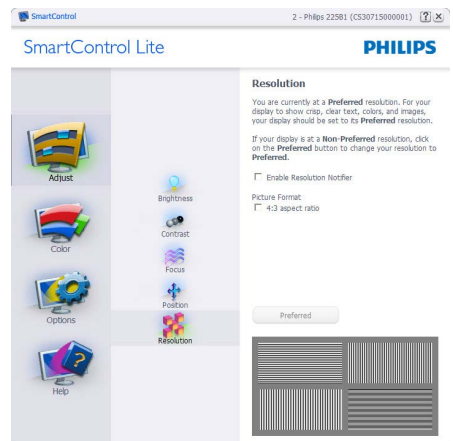 SmartControl
2 - Philips 225B1 (CS30715000001)
?
X
SmartControl Lite
PHILIPS
Adjust
Color
Options
Help
Brightness
Contrast
Focus
Position
Resolution
Resolution
You are currently at a Preferred resolution. For your
display to show crisp, clear text, colors, and images,
your display should be set to its Preferred resolution.
If your display is at a Non-Preferred resolution, click
on the Preferred button to change your resolution to
Preferred.
Enable Resolution Notifier
Picture Format
4:3 aspect ratio
Preferred